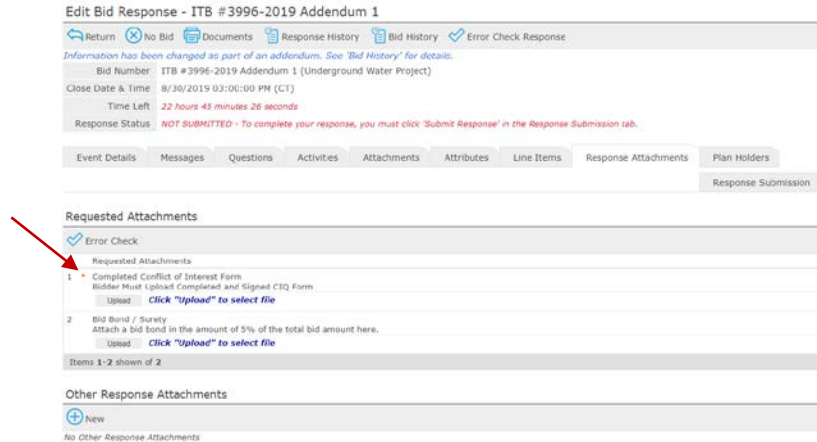 Edit Bid Response - ITB #3996-2019 Addendum 1
Return No Bid Documents Response History Bid History Error Check Response
Information has been changed as part of an addendum. See 'Bid History' for details.
Bid Number ITB #3996-2019 Addendum 1 (Underground Water Project)
Close Date & Time 8/30/2019 03:00:00 PM (CT)
Time Left 22 hours 45 minutes 26 seconds
Response Status NOT SUBMITTED - To complete your response, you must click 'Submit Response' in the Response Submission tab.
Event Details Messages Questions Activities Attachments Attributes Line Items Response Attachments Plan Holders
Response Submission
Requested Attachments
Error Check
Requested Attachments
1 * Completed Conflict of Interest Form
Bidder Must Upload Completed and Signed CIQ Form
Upload Click "Upload" to select file
2 Bid Bond / Surety
Attach a bid bond in the amount of 5% of the total bid amount here.
Upload Click "Upload" to select file
Items 1-2 shown of 2
Other Response Attachments
New
No Other Response Attachments